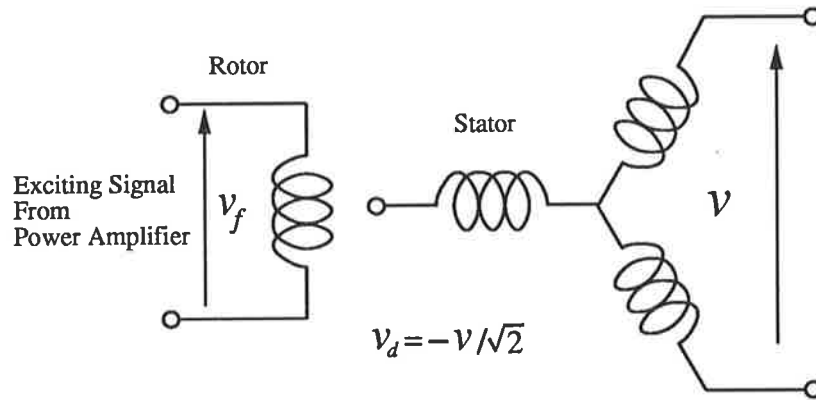 Rotor
Stator
Exciting Signal
From
Power Amplifier
v_f
v
v_d=-v/√2